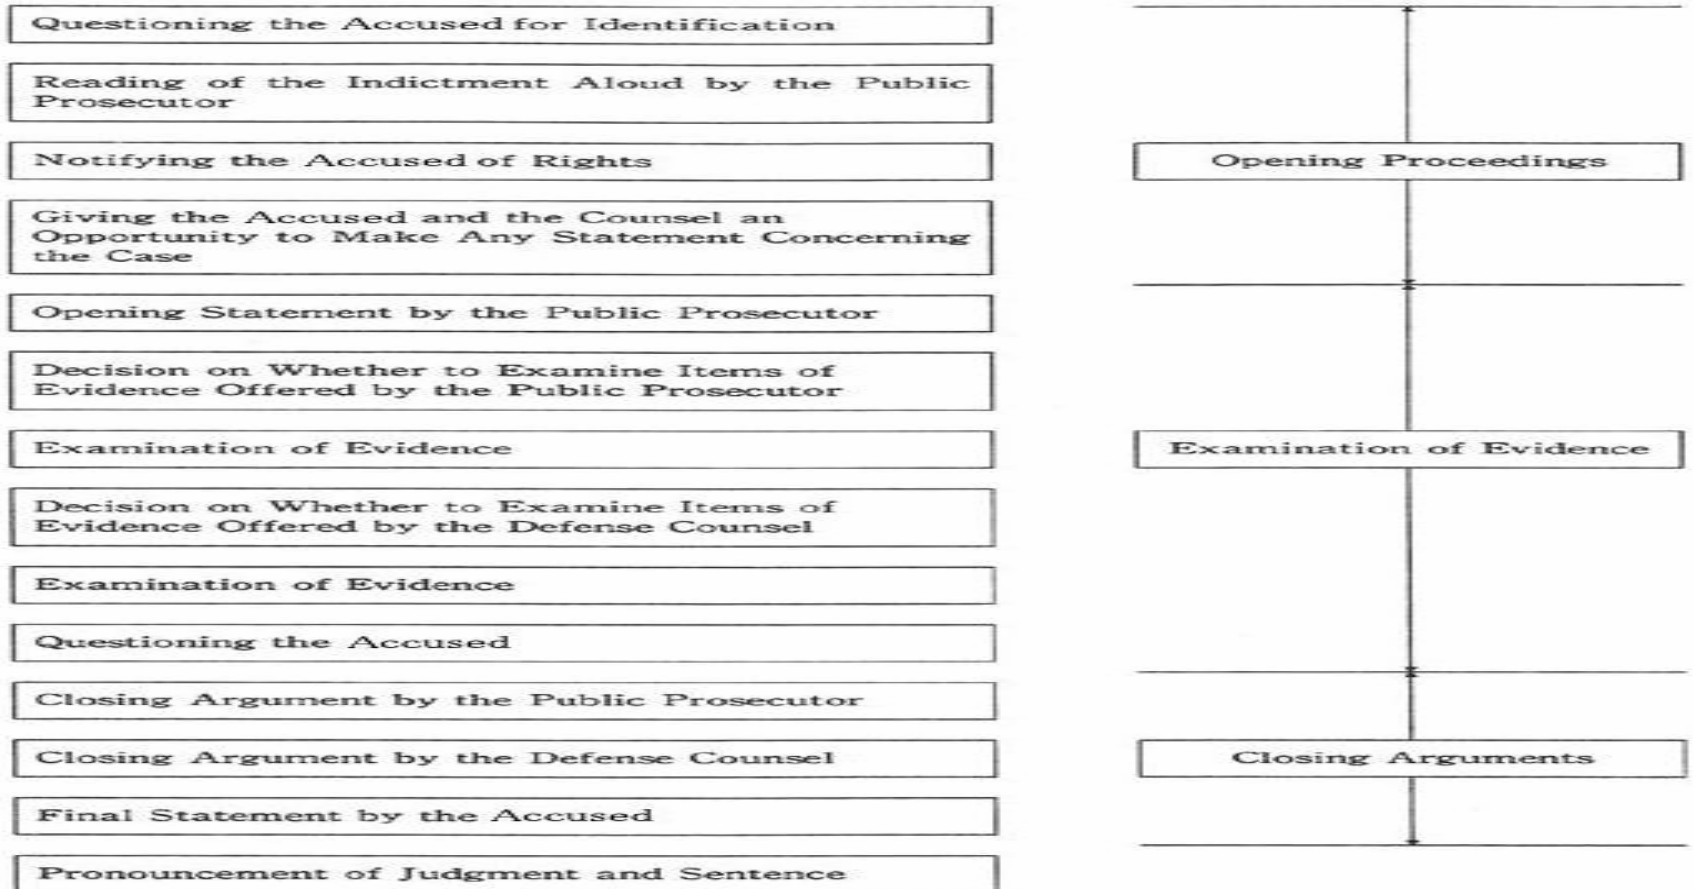 Questioning the Accused for Identification
Reading of the Indictment Aloud by the Public
Prosecutor
Notifying the Accused of Rights
Giving the Accused and the Counsel an
Opportunity to Make Any Statement Concerning
the Case
Opening Statement by the Public Prosecutor
Decision on Whether to Examine Items of
Evidence Offered by the Public Prosecutor
Examination of Evidence
Decision on Whether to Examine Items of
Evidence Offered by the Defense Counsel
Examination of Evidence
Questioning the Accused
Closing Argument by the Public Prosecutor
Closing Argument by the Defense Counsel
Final Statement by the Accused
Pronouncement of Judgment and Sentence
Opening Proceedings
Examination of Evidence
Closing Arguments